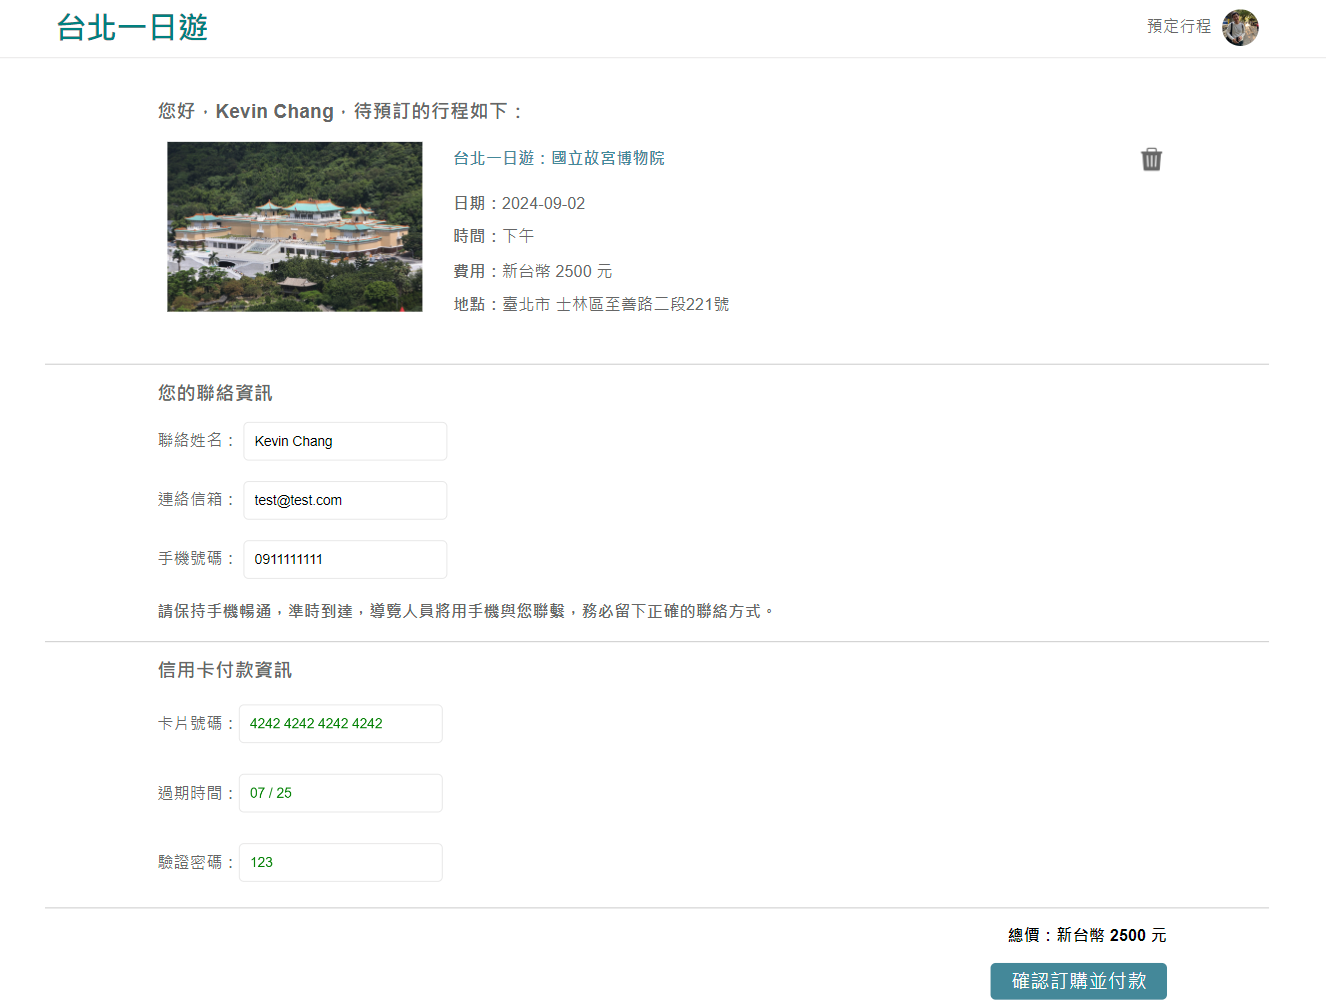 台北一日遊
預定行程
您好，Kevin Chang，待預訂的行程如下：
台北一日遊：國立故宮博物院
日期：2024-09-02
時間：下午
費用：新台幣 2500 元
地點：臺北市 士林區至善路二段221號
您的聯絡資訊
聯絡姓名： Kevin Chang
連絡信箱： test@test.com
手機號碼： 0911111111
請保持手機暢通，準時到達，導覽人員將用手機與您聯繫，務必留下正確的聯絡方式。
信用卡付款資訊
卡片號碼： 4242 4242 4242 4242
過期時間： 07 / 25
驗證密碼： 123
總價：新台幣 2500 元
確認訂購並付款